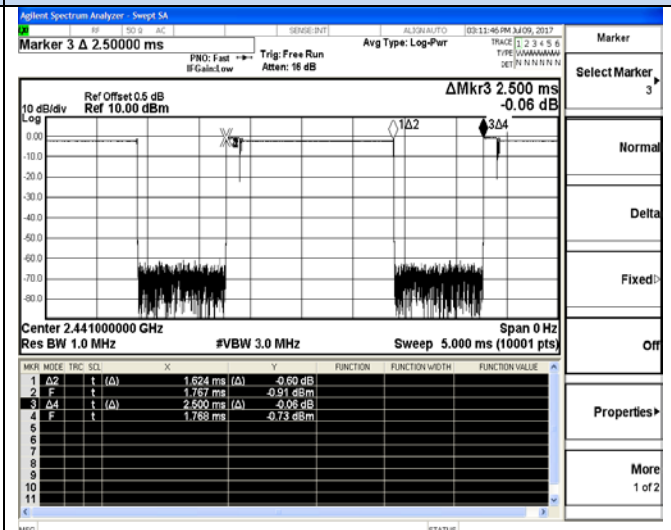 Agilent Spectrum Analyzer - Swept SA
RF 50 Ω AC SENSE:INT ALIGNAUTO 03:11:46 PM Jul 09, 2017
Marker 3 Δ 2.50000 ms
PNO: Fast
IFGain:Low
Trig: Free Run
Atten: 16 dB
Avg Type: Log-Pwr
TRACE 1 2 3 4 5 6
TYPE
DET N N N N N N
Ref Offset 0.5 dB
10 dB/div Ref 10.00 dBm
Log
ΔMkr3 2.500 ms
-0.06 dB
1Δ2
3Δ4
0.00
-10.0
-20.0
-30.0
-40.0
-50.0
-60.0
-70.0
-80.0
Center 2.441000000 GHz Span 0 Hz
Res BW 1.0 MHz #VBW 3.0 MHz Sweep 5.000 ms (10001 pts)
MKR MODE TRC SCL X Y FUNCTION FUNCTION WIDTH FUNCTION VALUE
1 Δ2 t (Δ) 1.624 ms (Δ) -0.60 dB
2 F t 1.767 ms -0.91 dBm
3 Δ4 t (Δ) 2.500 ms (Δ) -0.06 dB
4 F t 1.768 ms -0.73 dBm
5
6
7
8
9
10
11
MSG STATUS
Marker
Select Marker
3
Normal
Delta
Fixed
Off
Properties
More
1 of 2